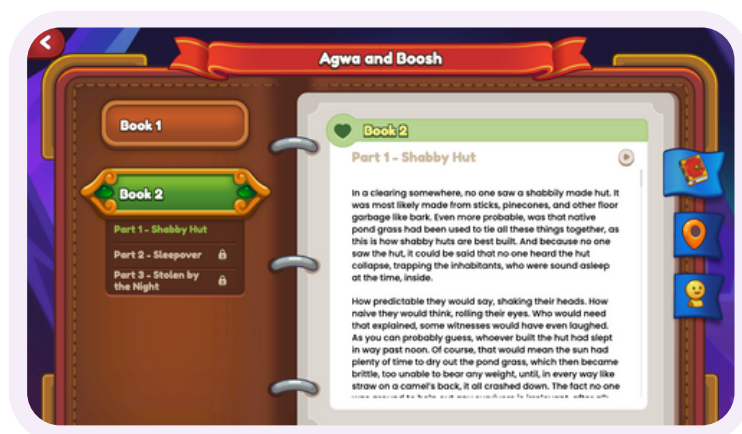 Agwa and Boosh
Book 1
Book 2
Part 1 - Shabby Hut
Part 2 - Sleepover
Part 3 - Stolen by
the Night
Book 2
Part 1 - Shabby Hut
In a clearing somewhere, no one saw a shabbily made hut. It
was most likely made from sticks, pinecones, and other floor
garbage like bark. Even more probable, was that native
pond grass had been used to tie all these things together, as
this is how shabby huts are best built. And because no one
saw the hut, it could be said that no one heard the hut
collapse, trapping the inhabitants, who were sound asleep
at the time, inside.
How predictable they would say, shaking their heads. How
naive they would think, rolling their eyes. Who would need
that explained, some witnesses would have even laughed.
As you can probably guess, whoever built the hut had slept
in way past noon. Of course, that would mean the sun had
plenty of time to dry out the pond grass, which then became
brittle, too unable to bear any weight, until, in every way like
straw on a camel's back, it all crashed down. The fact no one